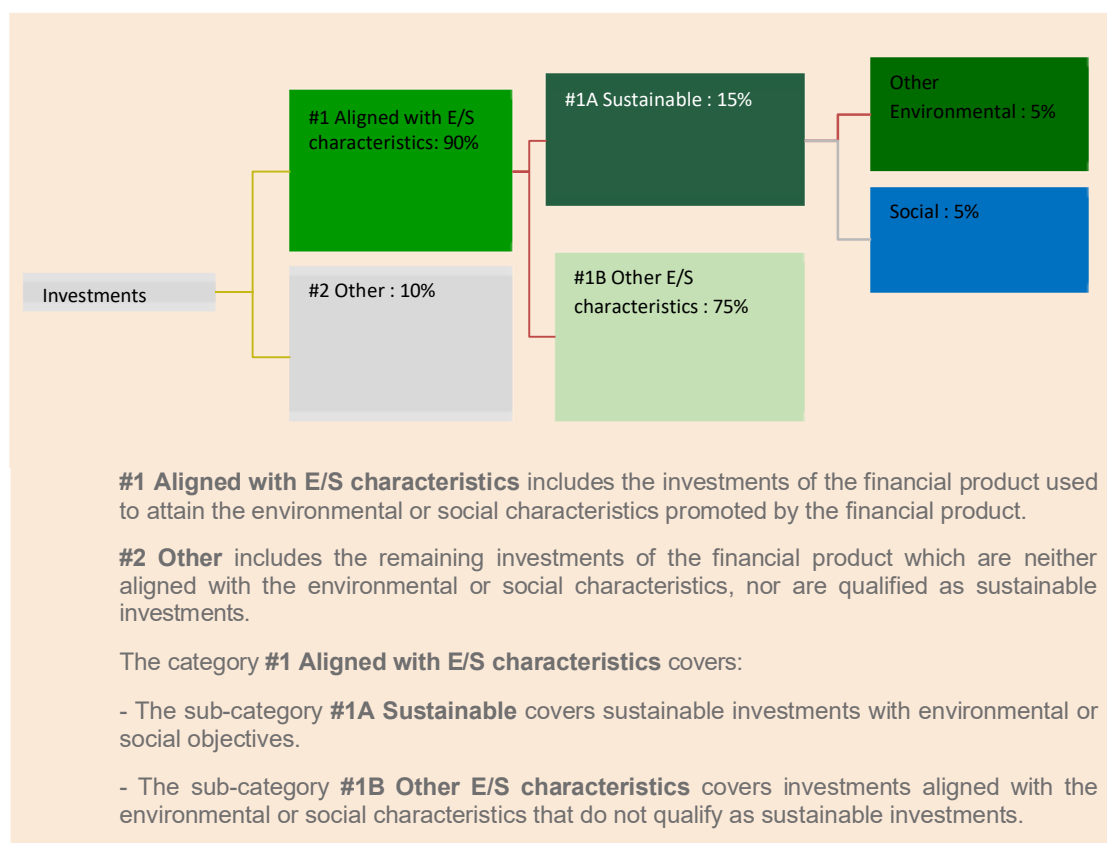 Investments
#1 Aligned with E/S
characteristics: 90%
#2 Other : 10%
#1A Sustainable : 15%
#1B Other E/S
characteristics : 75%
Other
Environmental : 5%
Social : 5%
#1 Aligned with E/S characteristics includes the investments of the financial product used
to attain the environmental or social characteristics promoted by the financial product.
#2 Other includes the remaining investments of the financial product which are neither
aligned with the environmental or social characteristics, nor are qualified as sustainable
investments.
The category #1 Aligned with E/S characteristics covers:
- The sub-category #1A Sustainable covers sustainable investments with environmental or
social objectives.
- The sub-category #1B Other E/S characteristics covers investments aligned with the
environmental or social characteristics that do not qualify as sustainable investments.